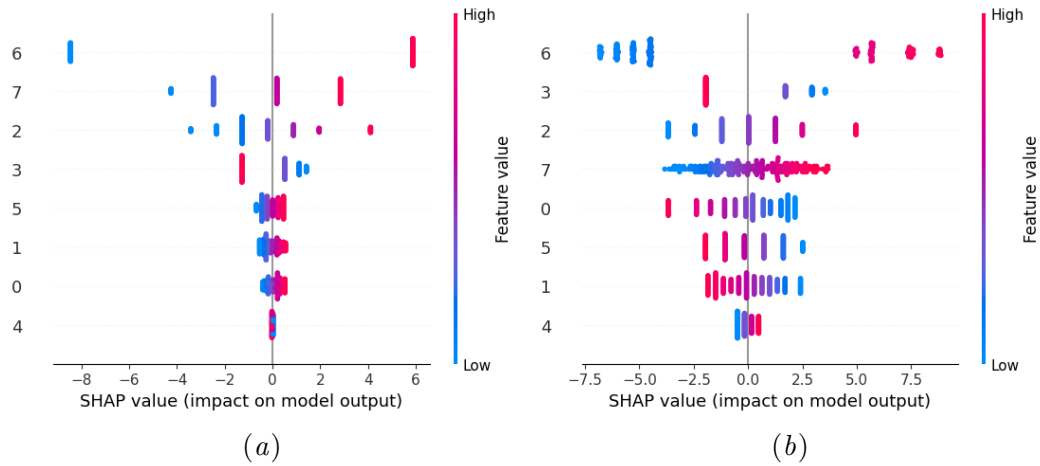 High
6
7
2
3
5
1
0
4
Low
Feature value
−8 −6 −4 −2 0 2 4 6
SHAP value (impact on model output)
(a)
High
6
3
2
7
0
5
1
4
Low
Feature value
−7.5 −5.0 −2.5 0.0 2.5 5.0 7.5
SHAP value (impact on model output)
(b)